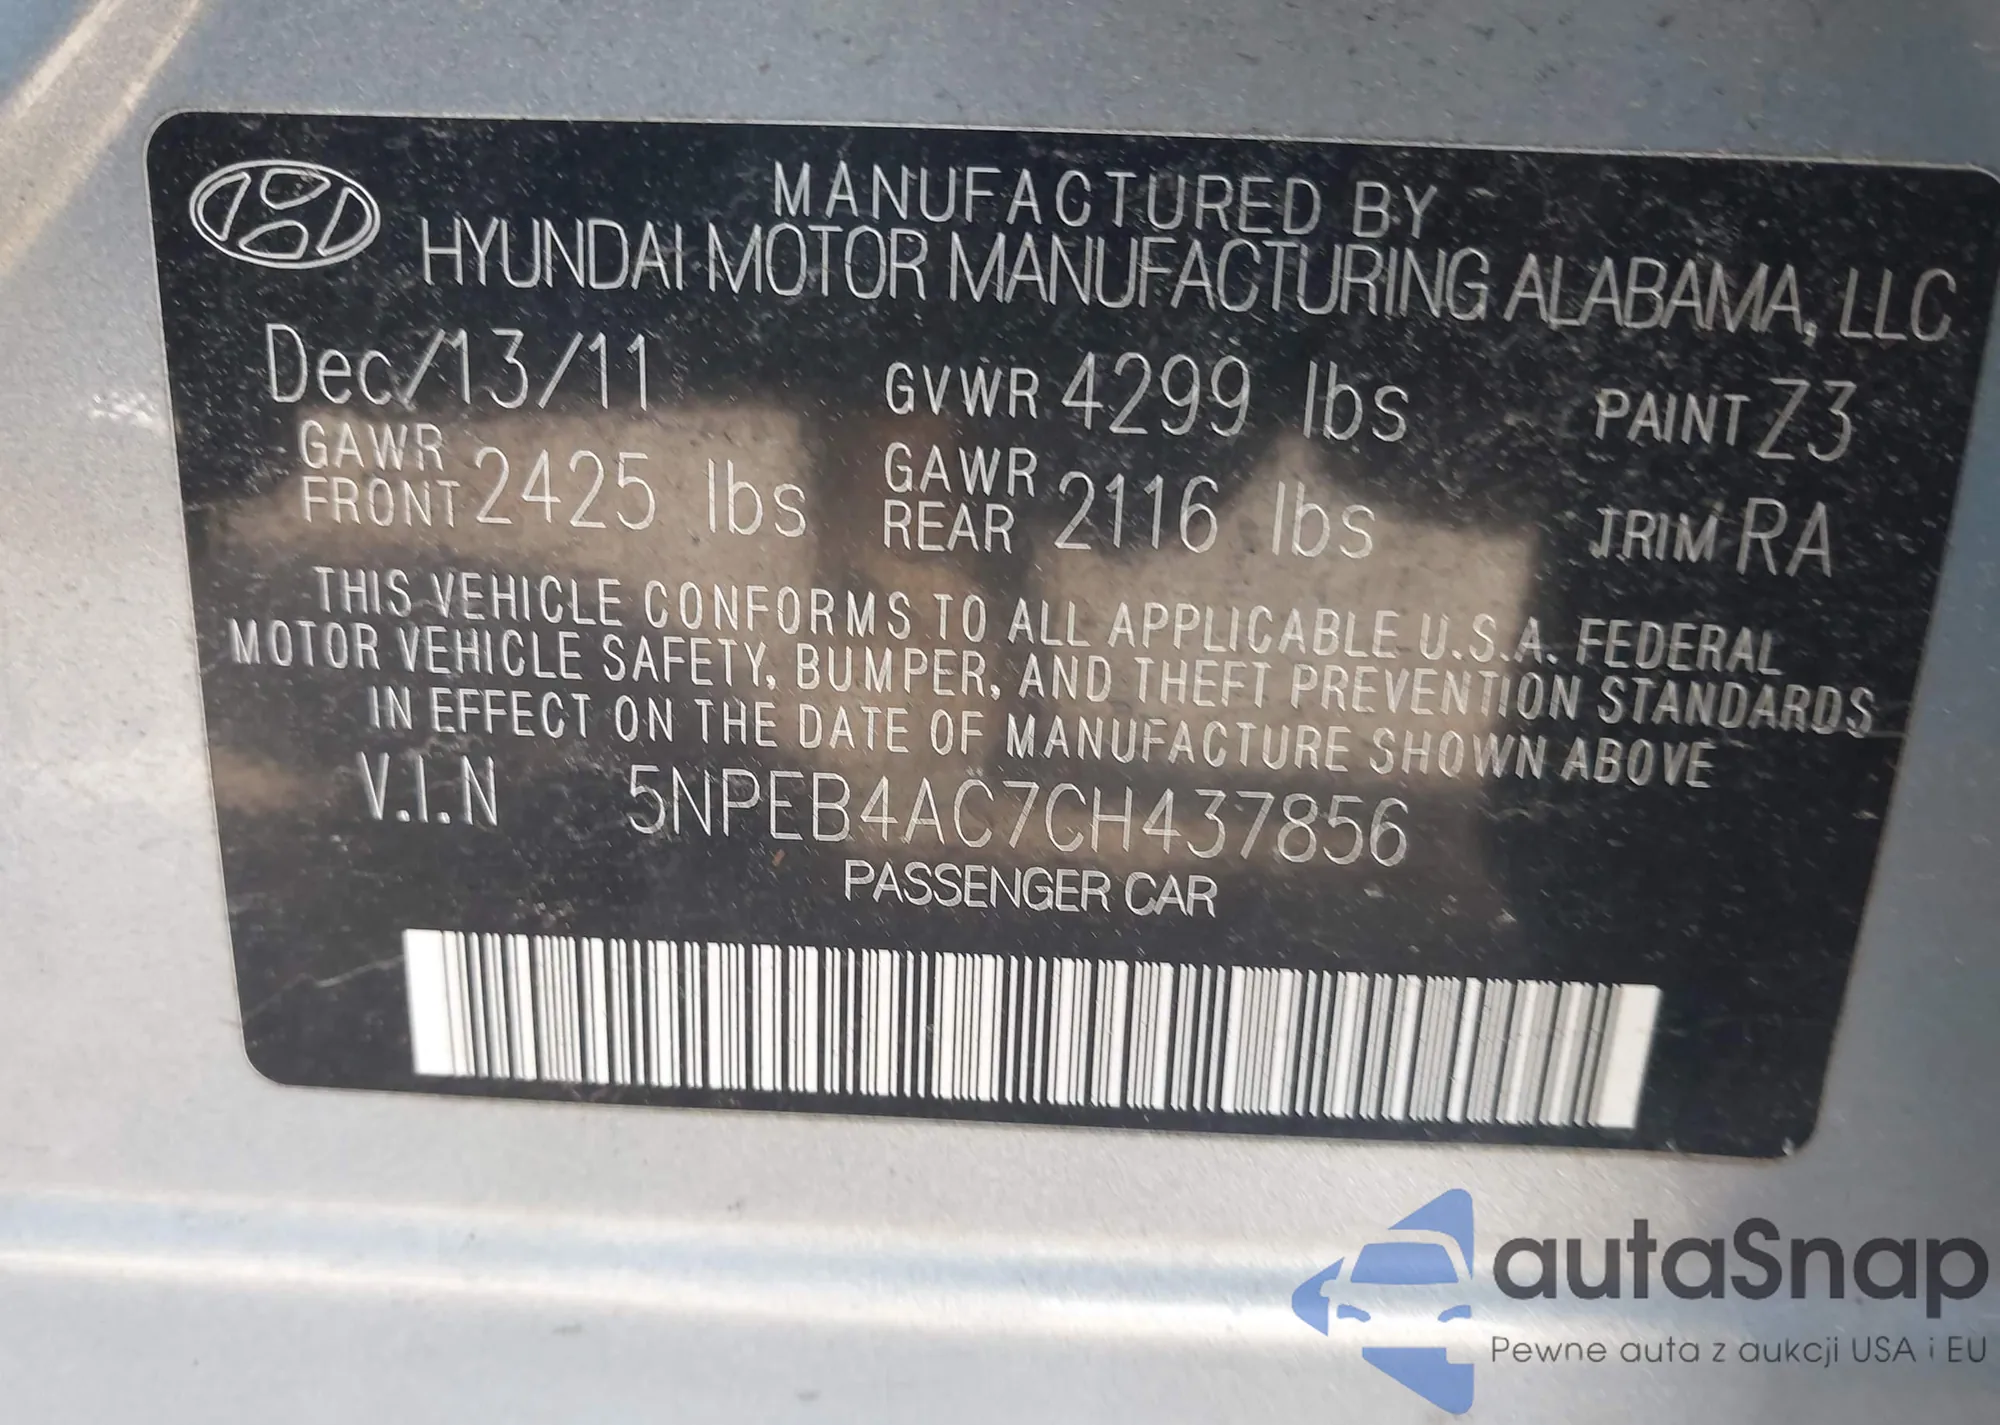 MANUFACTURED BY
HYUNDAI MOTOR MANUFACTURING ALABAMA, LLC
Dec/13/11 GVWR 4299 lbs PAINT Z3
GAWR FRONT 2425 lbs GAWR REAR 2116 lbs TRIM RA
THIS VEHICLE CONFORMS TO ALL APPLICABLE U.S.A. FEDERAL
MOTOR VEHICLE SAFETY, BUMPER, AND THEFT PREVENTION STANDARDS
IN EFFECT ON THE DATE OF MANUFACTURE SHOWN ABOVE
V.I.N 5NPEB4AC7CH437856
PASSENGER CAR
autaSnap
Pewne auta z aukcji USA i EU